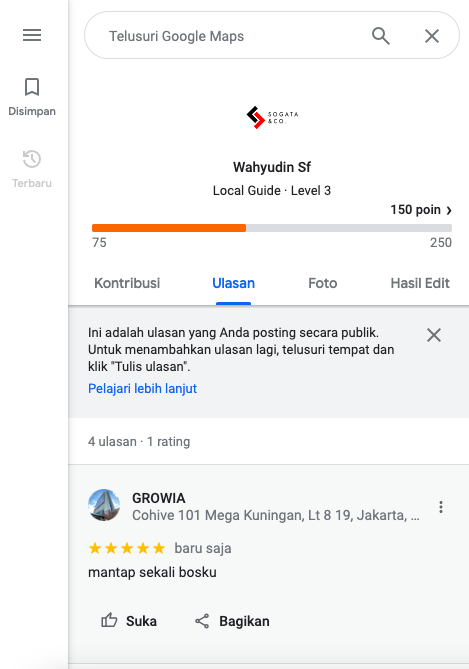 Telusuri Google Maps
Disimpan
Terbaru
SOGATA
&CO.
Wahyudin Sf
Local Guide · Level 3
150 poin ›
75
250
Kontribusi
Ulasan
Foto
Hasil Edit
Ini adalah ulasan yang Anda posting secara publik.
Untuk menambahkan ulasan lagi, telusuri tempat dan
klik "Tulis ulasan".
Pelajari lebih lanjut
4 ulasan · 1 rating
GROWIA
Cohive 101 Mega Kuningan, Lt 8 19, Jakarta, ...
baru saja
mantap sekali bosku
Suka
Bagikan